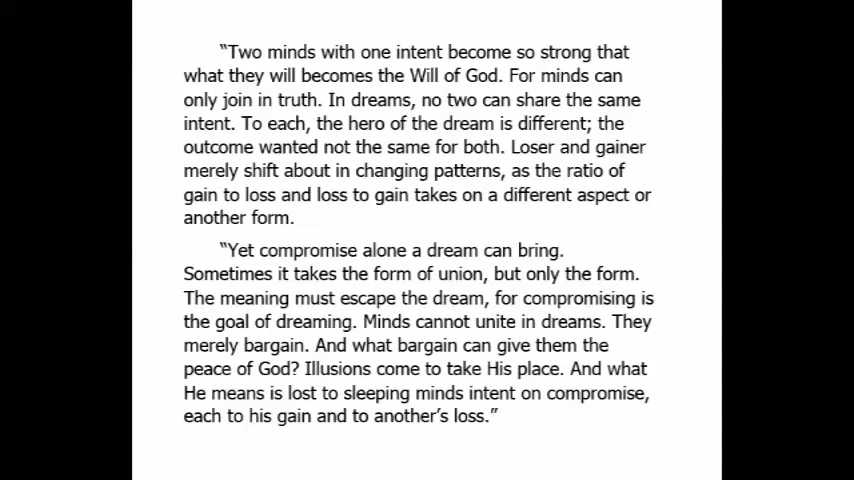 “Two minds with one intent become so strong that
what they will becomes the Will of God. For minds can
only join in truth. In dreams, no two can share the same
intent. To each, the hero of the dream is different; the
outcome wanted not the same for both. Loser and gainer
merely shift about in changing patterns, as the ratio of
gain to loss and loss to gain takes on a different aspect or
another form.
“Yet compromise alone a dream can bring.
Sometimes it takes the form of union, but only the form.
The meaning must escape the dream, for compromising is
the goal of dreaming. Minds cannot unite in dreams. They
merely bargain. And what bargain can give them the
peace of God? Illusions come to take His place. And what
He means is lost to sleeping minds intent on compromise,
each to his gain and to another’s loss.”